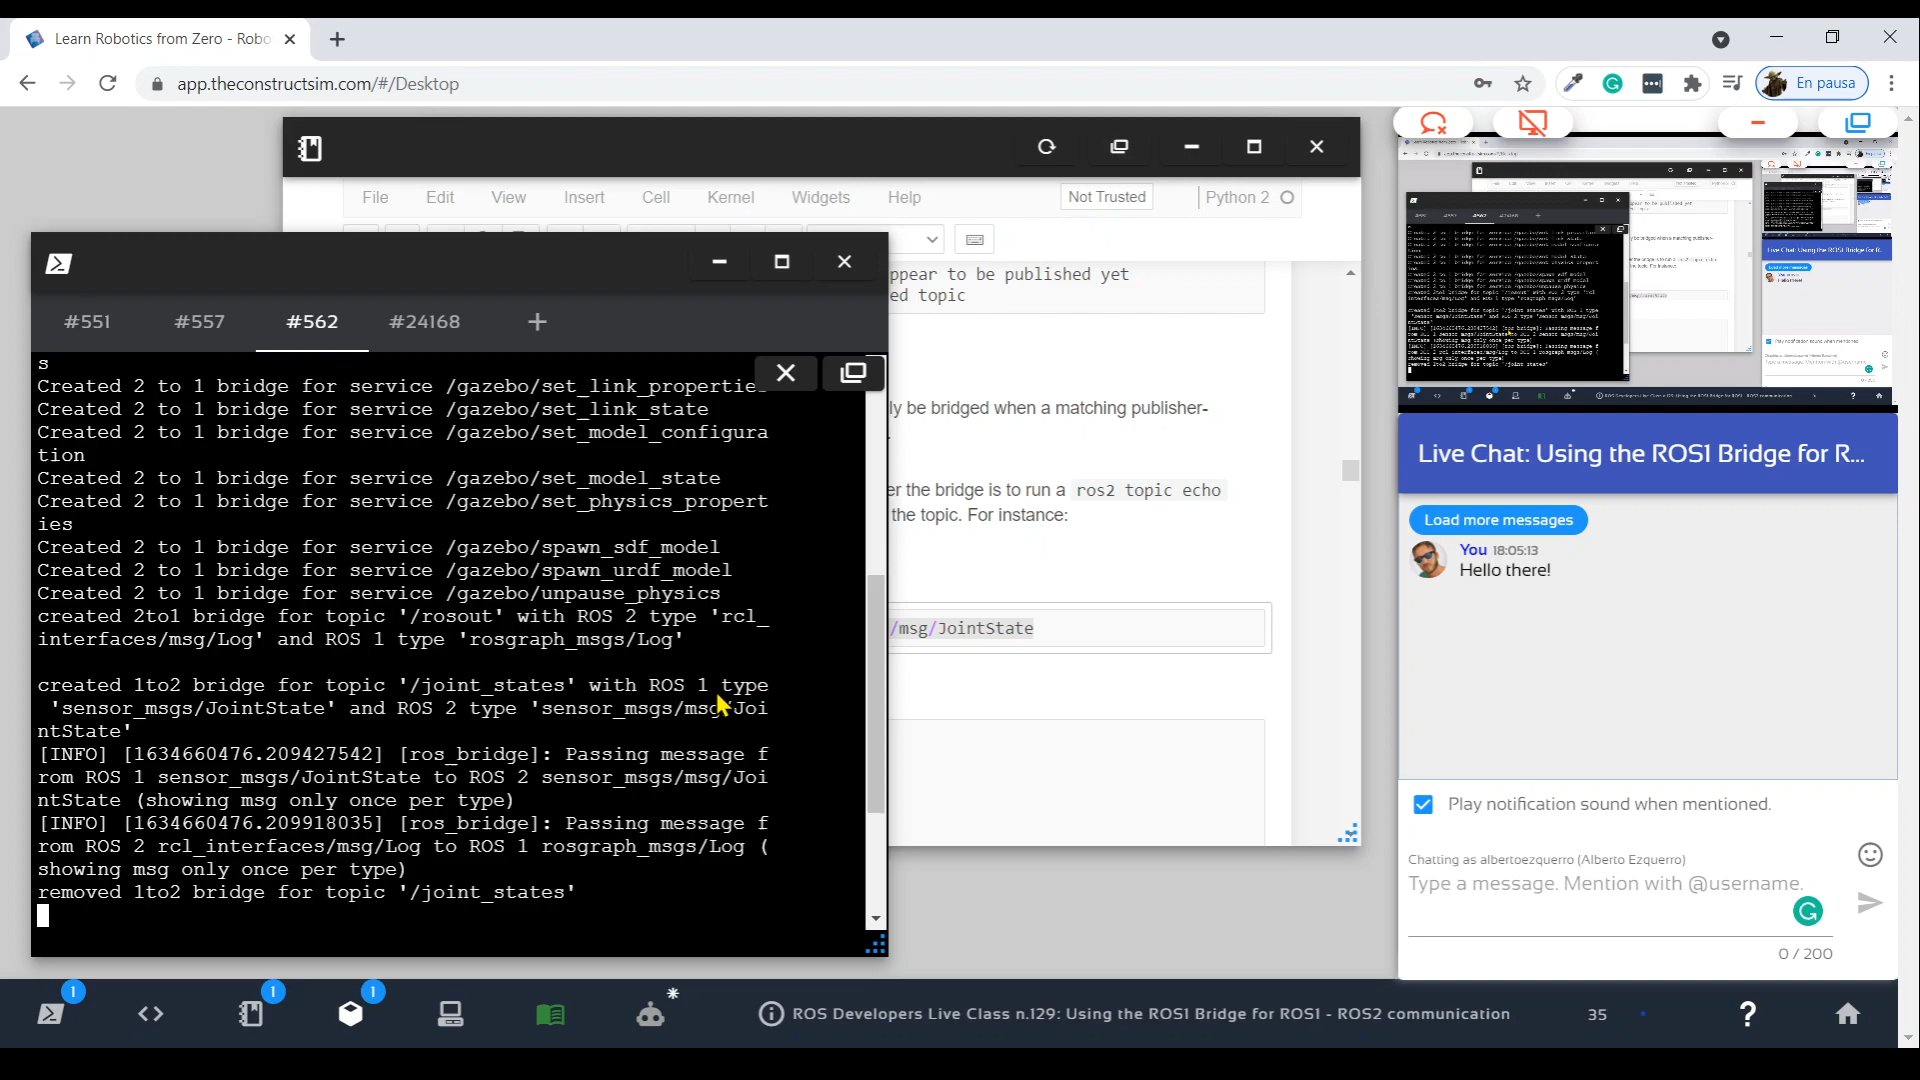 Learn Robotics from Zero - Robo
app.theconstructsim.com/#/Desktop
En pausa
File Edit View Insert Cell Kernel Widgets Help Not Trusted Python 2
ppear to be published yet
ed topic
ly be bridged when a matching publisher-
er the bridge is to run a ros2 topic echo
the topic. For instance:
/msg/JointState
#551 #557 #562 #24168 +
s
Created 2 to 1 bridge for service /gazebo/set_link_propertie
Created 2 to 1 bridge for service /gazebo/set_link_state
Created 2 to 1 bridge for service /gazebo/set_model_configura
tion
Created 2 to 1 bridge for service /gazebo/set_model_state
Created 2 to 1 bridge for service /gazebo/set_physics_propert
ies
Created 2 to 1 bridge for service /gazebo/spawn_sdf_model
Created 2 to 1 bridge for service /gazebo/spawn_urdf_model
Created 2 to 1 bridge for service /gazebo/unpause_physics
created 2to1 bridge for topic '/rosout' with ROS 2 type 'rcl_
interfaces/msg/Log' and ROS 1 type 'rosgraph_msgs/Log'
created 1to2 bridge for topic '/joint_states' with ROS 1 type
'sensor_msgs/JointState' and ROS 2 type 'sensor_msgs/msg/Joi
ntState'
[INFO] [1634660476.209427542] [ros_bridge]: Passing message f
rom ROS 1 sensor_msgs/JointState to ROS 2 sensor_msgs/msg/Joi
ntState (showing msg only once per type)
[INFO] [1634660476.209918035] [ros_bridge]: Passing message f
rom ROS 2 rcl_interfaces/msg/Log to ROS 1 rosgraph_msgs/Log (
showing msg only once per type)
removed 1to2 bridge for topic '/joint_states'
Live Chat: Using the ROS1 Bridge for R...
Load more messages
You 18:05:13
Hello there!
Play notification sound when mentioned.
Chatting as albertoezquerro (Alberto Ezquerro)
Type a message. Mention with @username.
0 / 200
1
1
1
ROS Developers Live Class n.129: Using the ROS1 Bridge for ROS1 - ROS2 communication
35
?